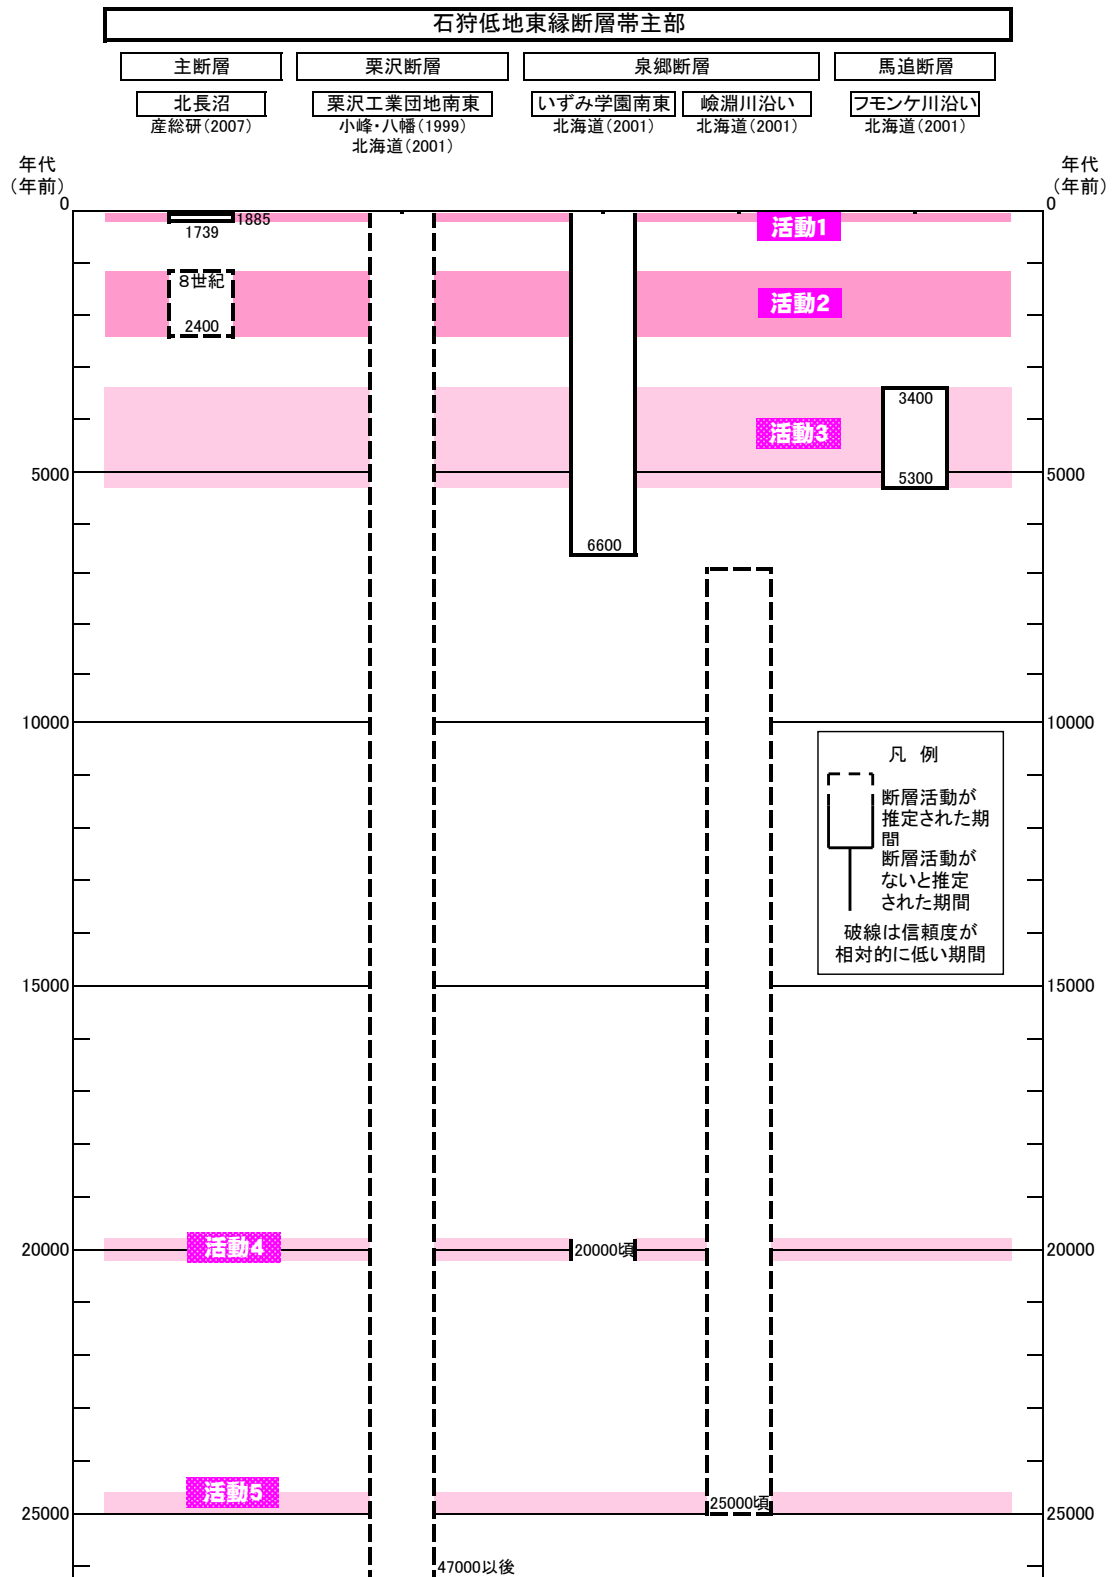 石狩低地東縁断層帯主部
主断層
栗沢断層
泉郷断層
馬追断層
北長沼
栗沢工業団地南東
いずみ学園南東
嶮淵川沿い
フモンケ川沿い
産総研(2007)
小峰・八幡(1999)
北海道(2001)
北海道(2001)
北海道(2001)
北海道(2001)
年代
(年前)
年代
(年前)
0
0
1885
1739
活動1
8世紀
活動2
2400
3400
活動3
5000
5300
5000
6600
10000
10000
凡 例
断層活動が
推定された期
間
断層活動が
ないと推定
された期間
破線は信頼度が
相対的に低い期間
15000
15000
活動4
20000
20000頃
20000
活動5
25000
25000頃
25000
47000以後